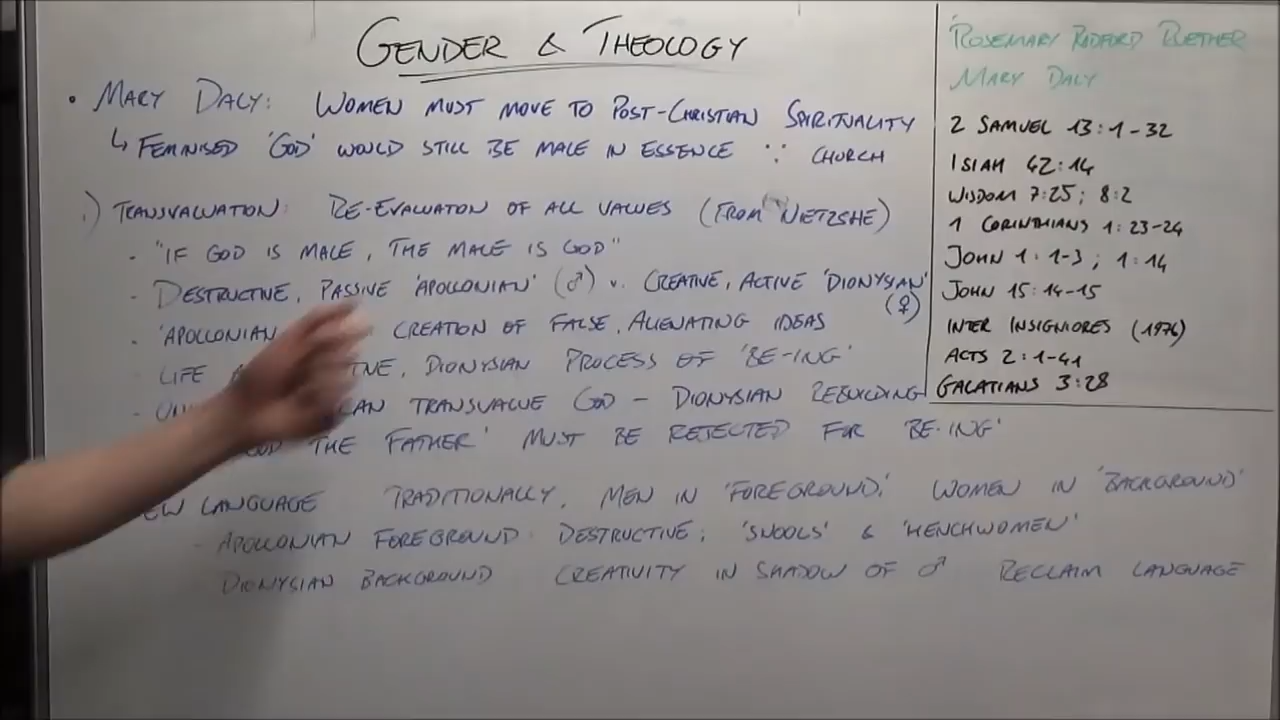 GENDER & THEOLOGY
• MARY DALY: WOMEN MUST MOVE TO POST-CHRISTIAN SPIRITUALITY
↳ FEMINISED 'GOD' WOULD STILL BE MALE IN ESSENCE ∵ CHURCH
i) TRANSVALUATION: RE-EVALUATON OF ALL VALUES (FROM NIETZSHE)
- "IF GOD IS MALE, THE MALE IS GOD"
- DESTRUCTIVE, PASSIVE 'APOLLONIAN' (♂) v. CREATIVE, ACTIVE 'DIONYSIAN' (♀)
- 'APOLLONIAN CREATION OF FALSE, ALIENATING IDEAS
- LIFE DIONYSIAN PROCESS OF 'BE-ING'
- CAN TRANSVALUE GOD - DIONYSIAN REBUILDING
THE FATHER' MUST BE REJECTED FOR 'BE-ING'
LANGUAGE TRADITIONALLY, MEN IN 'FOREGROUND', WOMEN IN 'BACKGROUND'
- APOLLONIAN FOREGROUND: DESTRUCTIVE; 'SNOOLS' & 'HENCHWOMEN'
DIONYSIAN BACKGROUND CREATIVITY IN SHADOW OF ♂ RECLAIM LANGUAGE
ROSEMARY RADFORD RUETHER
MARY DALY
2 SAMUEL 13:1-32
ISIAH 42:14
WISDOM 7:25; 8:2
1 CORINTHIANS 1:23-24
JOHN 1:1-3; 1:14
JOHN 15:14-15
INTER INSIGNIORES (1976)
ACTS 2:1-41
GALATIANS 3:28